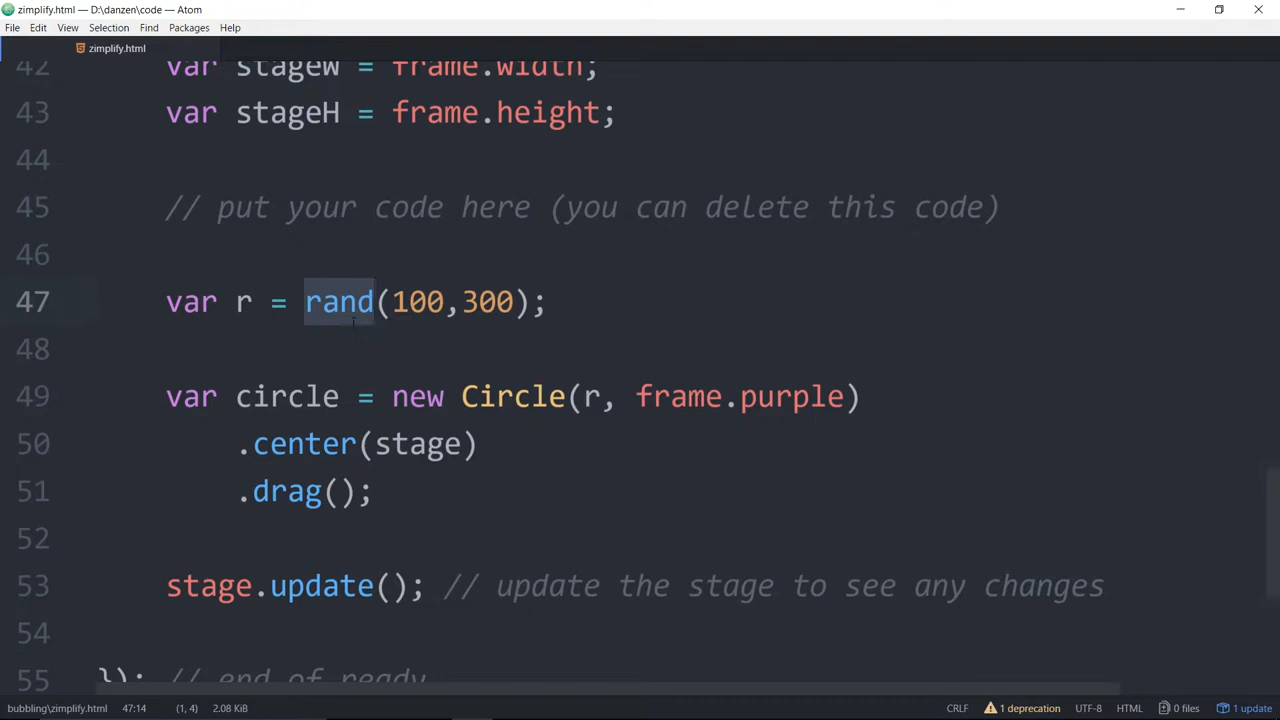 zimplify.html — D:\danzen\code — Atom
File Edit View Selection Find Packages Help
zimplify.html
42 var stageW = frame.width;
43 var stageH = frame.height;
44
45 // put your code here (you can delete this code)
46
47 var r = rand(100,300);
48
49 var circle = new Circle(r, frame.purple)
50 .center(stage)
51 .drag();
52
53 stage.update(); // update the stage to see any changes
54
55 }); // end of ready
bubbling\zimplify.html 47:14 (1, 4) 2.08 KiB CRLF 1 deprecation UTF-8 HTML 0 files 1 update